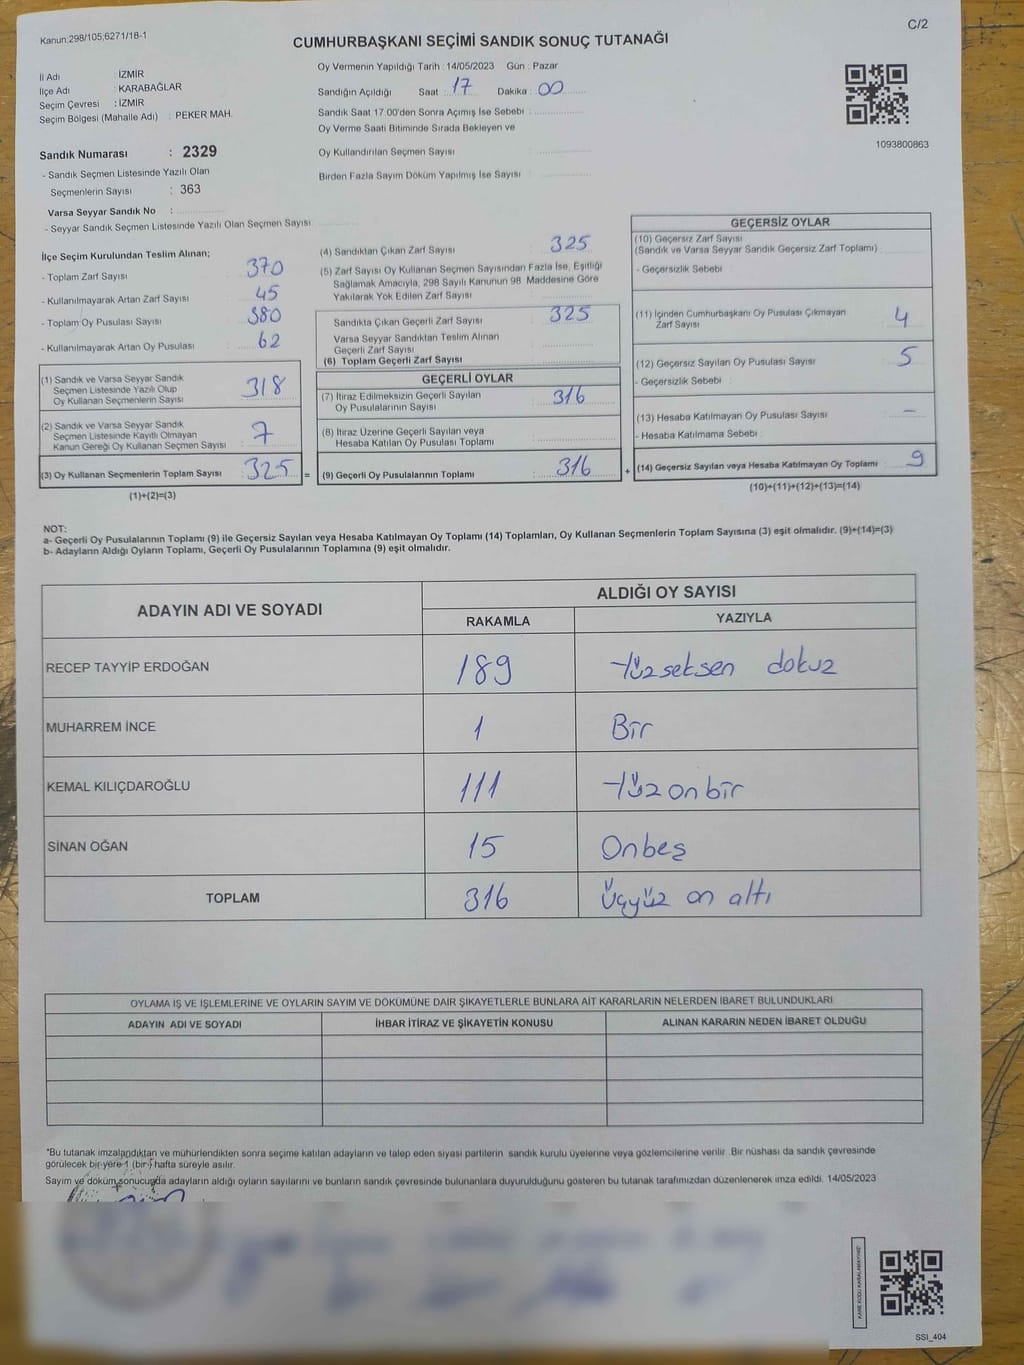 C/2
Kanun:298/105;6271/18-1
CUMHURBAŞKANI SEÇİMİ SANDIK SONUÇ TUTANAĞI
İl Adı : İZMİR
İlçe Adı : KARABAĞLAR
Seçim Çevresi : İZMİR
Seçim Bölgesi (Mahalle Adı) : PEKER MAH.
Sandık Numarası : 2329
- Sandık Seçmen Listesinde Yazılı Olan
Seçmenlerin Sayısı : 363
Varsa Seyyar Sandık No :
- Seyyar Sandık Seçmen Listesinde Yazılı Olan Seçmen Sayısı
Oy Vermenin Yapıldığı Tarih : 14/05/2023 Gün : Pazar
Sandığın Açıldığı Saat : 17 Dakika : 00
Sandık Saat 17.00'den Sonra Açımış İse Sebebi :
Oy Verme Saati Bitiminde Sırada Bekleyen ve
Oy Kullandırılan Seçmen Sayısı
Birden Fazla Sayım Döküm Yapılmış İse Sayısı
1093800863
İlçe Seçim Kurulundan Teslim Alınan;
- Toplam Zarf Sayısı 370
- Kullanılmayarak Artan Zarf Sayısı 45
- Toplam Oy Pusulası Sayısı 380
- Kullanılmayarak Artan Oy Pusulası 62
(1) Sandık ve Varsa Seyyar Sandık
Seçmen Listesinde Yazılı Olup
Oy Kullanan Seçmenlerin Sayısı 318
(2) Sandık ve Varsa Seyyar Sandık
Seçmen Listesinde Kayıtlı Olmayan
Kanun Gereği Oy Kullanan Seçmen Sayısı 7
(3) Oy Kullanan Seçmenlerin Toplam Sayısı 325 =
(1)+(2)=(3)
(4) Sandıktan Çıkan Zarf Sayısı 325
(5) Zarf Sayısı Oy Kullanan Seçmen Sayısından Fazla İse, Eşitliği
Sağlamak Amacıyla, 298 Sayılı Kanunun 98 Maddesine Göre
Yakılarak Yok Edilen Zarf Sayısı
Sandıkta Çıkan Geçerli Zarf Sayısı 325
Varsa Seyyar Sandıktan Teslim Alınan
Geçerli Zarf Sayısı
(6) Toplam Geçerli Zarf Sayısı
GEÇERLİ OYLAR
(7) İtiraz Edilmeksizin Geçerli Sayılan
Oy Pusulalarının Sayısı 316
(8) İtiraz Üzerine Geçerli Sayılan veya
Hesaba Katılan Oy Pusulası Toplamı
(9) Geçerli Oy Pusulalarının Toplamı 316 +
GEÇERSİZ OYLAR
(10) Geçersiz Zarf Sayısı
(Sandık ve Varsa Seyyar Sandık Geçersiz Zarf Toplamı)
- Geçersizlik Sebebi :
(11) İçinden Cumhurbaşkanı Oy Pusulası Çıkmayan
Zarf Sayısı 4
(12) Geçersiz Sayılan Oy Pusulası Sayısı 5
- Geçersizlik Sebebi :
(13) Hesaba Katılmayan Oy Pusulası Sayısı -
- Hesaba Katılmama Sebebi :
(14) Geçersiz Sayılan veya Hesaba Katılmayan Oy Toplamı 9
(10)+(11)+(12)+(13)=(14)
NOT:
a- Geçerli Oy Pusulalarının Toplamı (9) ile Geçersiz Sayılan veya Hesaba Katılmayan Oy Toplamı (14) Toplamları, Oy Kullanan Seçmenlerin Toplam Sayısına (3) eşit olmalıdır. (9)+(14)=(3)
b- Adayların Aldığı Oyların Toplamı, Geçerli Oy Pusulalarının Toplamına (9) eşit olmalıdır.
ADAYIN ADI VE SOYADI ALDIĞI OY SAYISI
RAKAMLA YAZIYLA
RECEP TAYYİP ERDOĞAN 189 Yüzseksen dokuz
MUHARREM İNCE 1 Bir
KEMAL KILIÇDAROĞLU 111 Yüz on bir
SİNAN OĞAN 15 Onbeş
TOPLAM 316 Üçyüz on altı
OYLAMA İŞ VE İŞLEMLERİNE VE OYLARIN SAYIM VE DÖKÜMÜNE DAİR ŞİKAYETLERLE BUNLARA AİT KARARLARIN NELERDEN İBARET BULUNDUKLARI
ADAYIN ADI VE SOYADI İHBAR İTİRAZ VE ŞİKAYETİN KONUSU ALINAN KARARIN NEDEN İBARET OLDUĞU
*Bu tutanak imzalandıktan ve mühürlendikten sonra seçime katılan adayların ve talep eden siyasi partilerin sandık kurulu üyelerine veya gözlemcilerine verilir. Bir nüshası da sandık çevresinde
görülecek bir yere 1 (bir) hafta süreyle asılır.
Sayım ve döküm sonucunda adayların aldığı oyların sayılarını ve bunların sandık çevresinde bulunanlara duyurulduğunu gösteren bu tutanak tarafımızdan düzenlenerek imza edildi. 14/05/2023
SSI_404